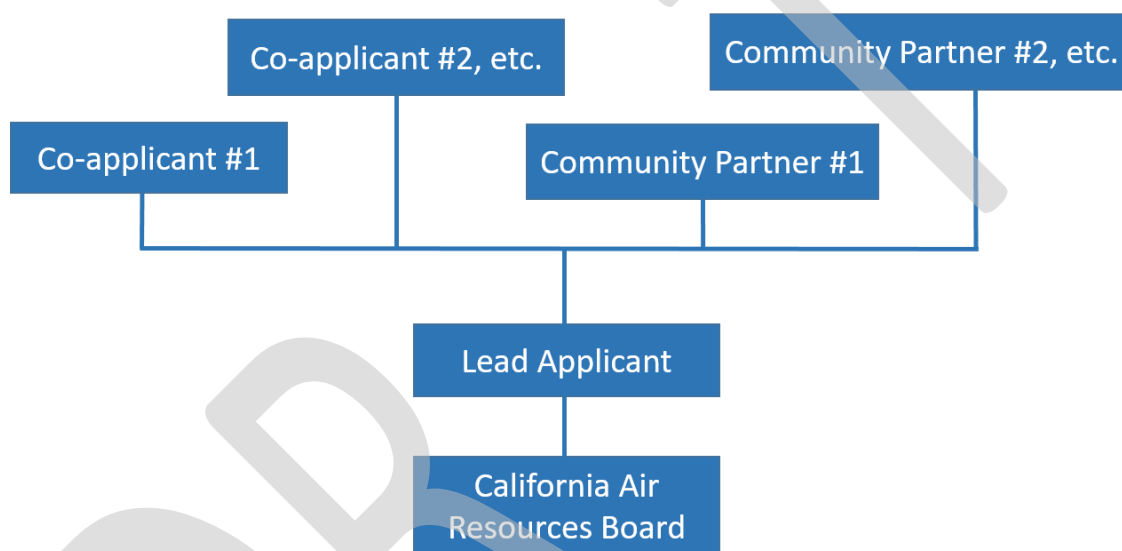 Co-applicant #2, etc.
Community Partner #2, etc.
Co-applicant #1
Community Partner #1
Lead Applicant
California Air
Resources Board